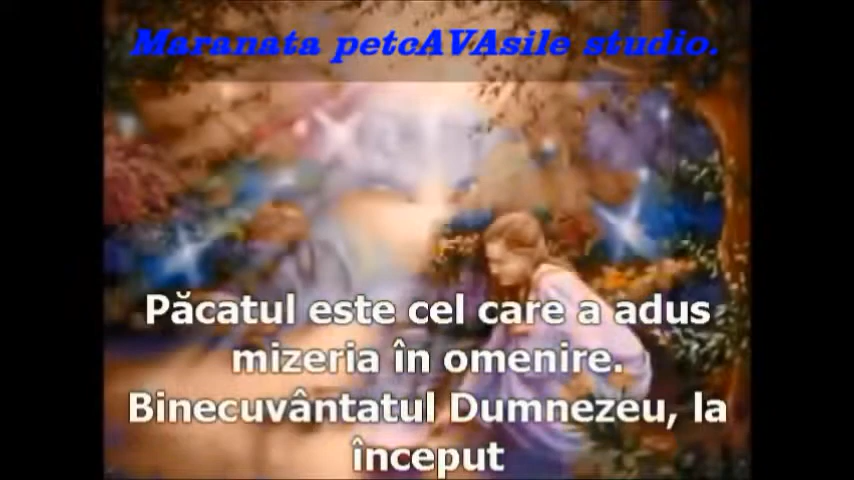 Maranata petcAVAsile studio.
Păcatul este cel care a adus
mizeria în omenire.
Binecuvântatul Dumnezeu, la
început